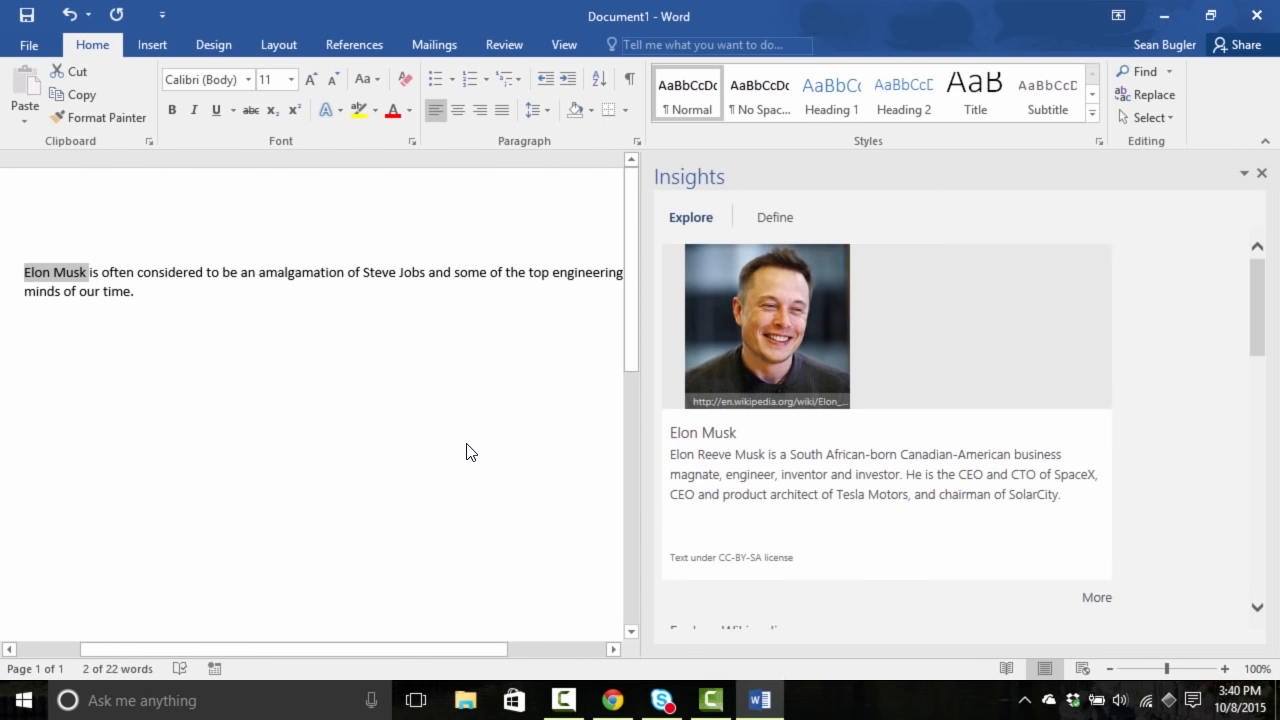 Document1 - Word
File Home Insert Design Layout References Mailings Review View Tell me what you want to do... Sean Bugler Share
Paste
Cut
Copy
Format Painter
Clipboard
Calibri (Body) 11 Aa
B I U abc x₂ x² A ab A
Font
Paragraph
AaBbCcDc AaBbCcDc AaBbCc AaBbCcD AaB AaBbCcD
¶ Normal ¶ No Spac... Heading 1 Heading 2 Title Subtitle
Styles
Find
Replace
Select
Editing
Elon Musk is often considered to be an amalgamation of Steve Jobs and some of the top engineering
minds of our time.
Insights
Explore Define
http://en.wikipedia.org/wiki/Elon_...
Elon Musk
Elon Reeve Musk is a South African-born Canadian-American business
magnate, engineer, inventor and investor. He is the CEO and CTO of SpaceX,
CEO and product architect of Tesla Motors, and chairman of SolarCity.
Text under CC-BY-SA license
More
Page 1 of 1 2 of 22 words
100%
Ask me anything
3:40 PM
10/8/2015